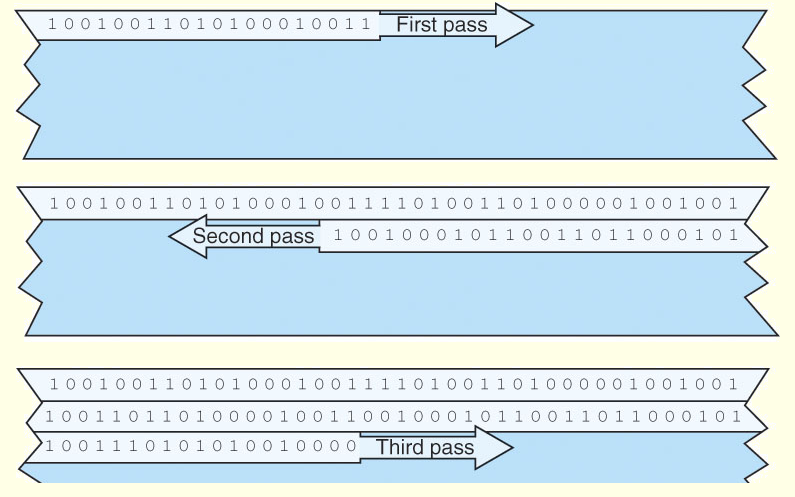 1 0 0 1 0 0 1 1 0 1 0 1 0 0 0 1 0 0 1 1 First pass
1 0 0 1 0 0 1 1 0 1 0 1 0 0 0 1 0 0 1 1 1 1 0 1 0 0 1 1 0 1 0 0 0 0 0 1 0 0 1 0 0 1
Second pass 1 0 0 1 0 0 0 1 0 1 1 0 0 1 1 0 1 1 0 0 0 1 0 1
1 0 0 1 0 0 1 1 0 1 0 1 0 0 0 1 0 0 1 1 1 1 0 1 0 0 1 1 0 1 0 0 0 0 0 1 0 0 1 0 0 1
1 0 0 1 1 0 1 1 0 1 0 0 0 0 1 0 0 1 1 0 0 1 0 0 0 1 0 1 1 0 0 1 1 0 1 1 0 0 0 1 0 1
1 0 0 1 1 1 0 1 0 1 0 1 0 0 1 0 0 0 0 Third pass